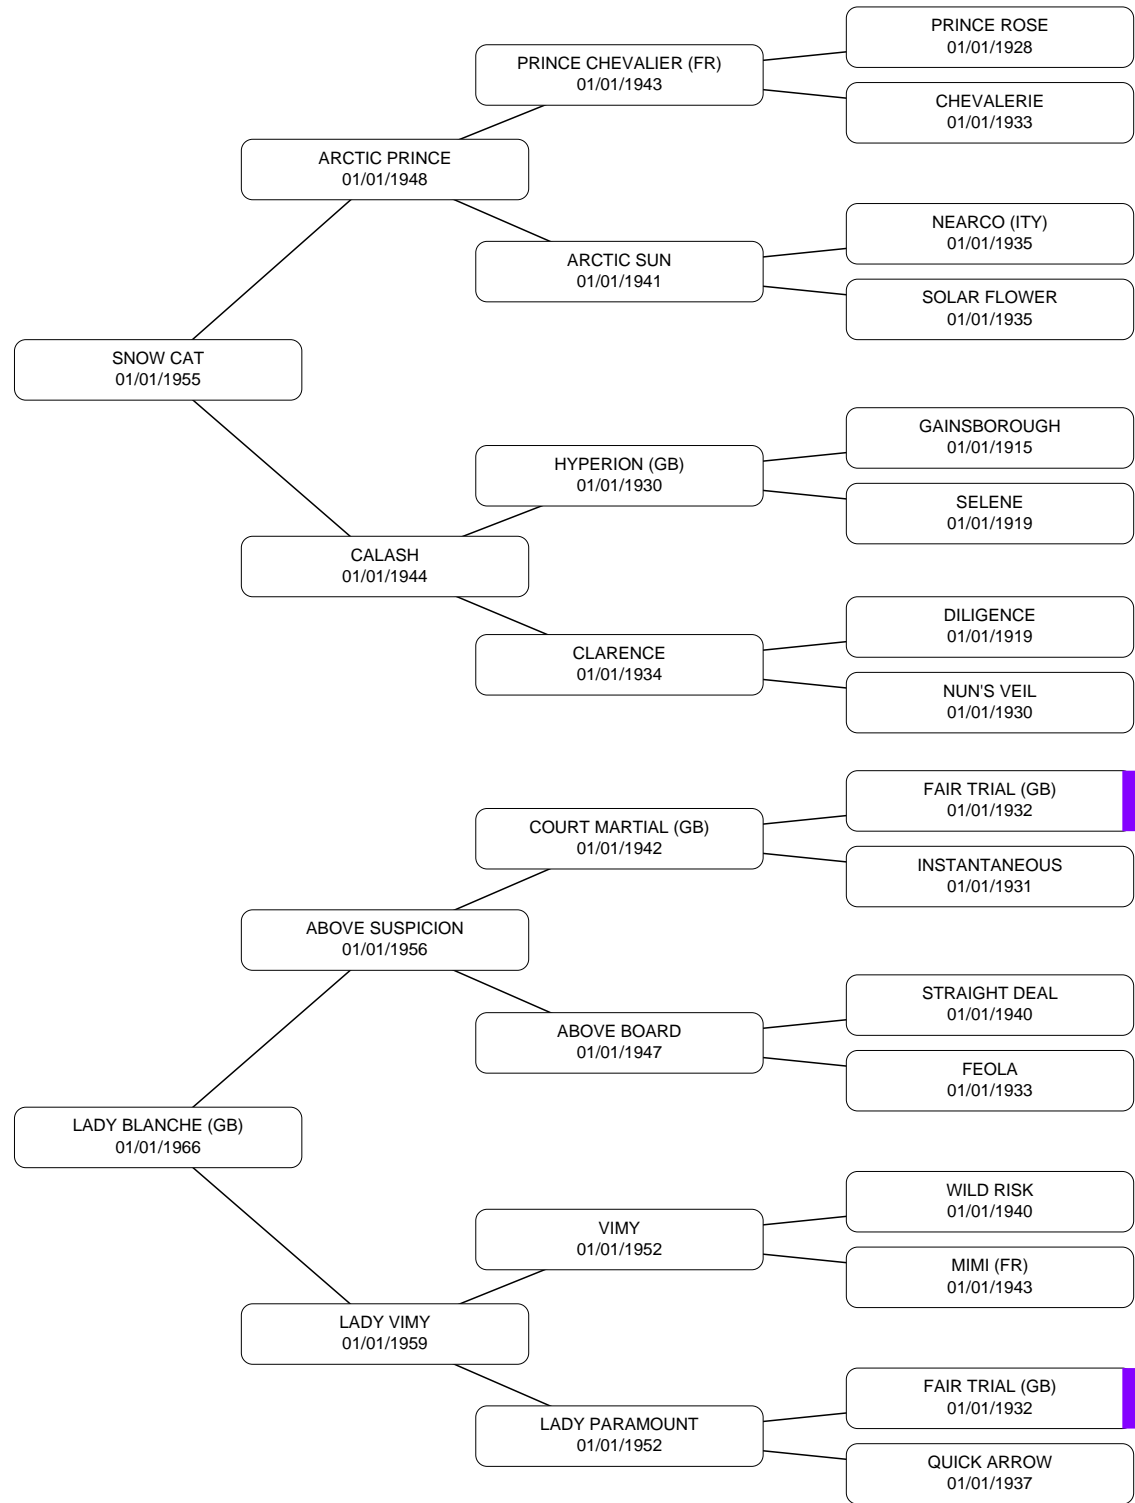 PRINCE ROSE
01/01/1928
PRINCE CHEVALIER (FR)
01/01/1943
CHEVALERIE
01/01/1933
ARCTIC PRINCE
01/01/1948
NEARCO (ITY)
01/01/1935
ARCTIC SUN
01/01/1941
SOLAR FLOWER
01/01/1935
SNOW CAT
01/01/1955
GAINSBOROUGH
01/01/1915
HYPERION (GB)
01/01/1930
SELENE
01/01/1919
CALASH
01/01/1944
DILIGENCE
01/01/1919
CLARENCE
01/01/1934
NUN'S VEIL
01/01/1930
FAIR TRIAL (GB)
01/01/1932
COURT MARTIAL (GB)
01/01/1942
INSTANTANEOUS
01/01/1931
ABOVE SUSPICION
01/01/1956
STRAIGHT DEAL
01/01/1940
ABOVE BOARD
01/01/1947
FEOLA
01/01/1933
LADY BLANCHE (GB)
01/01/1966
WILD RISK
01/01/1940
VIMY
01/01/1952
MIMI (FR)
01/01/1943
LADY VIMY
01/01/1959
FAIR TRIAL (GB)
01/01/1932
LADY PARAMOUNT
01/01/1952
QUICK ARROW
01/01/1937